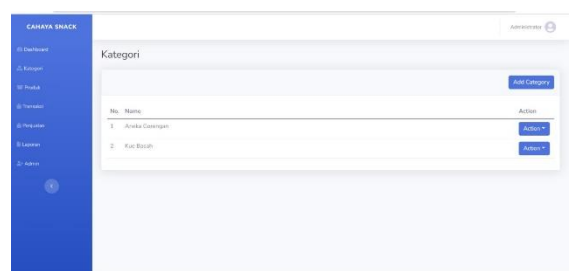 CAHAYA SNACK
Administrator
Dashboard
Kategori
Produk
Transaksi
Penjualan
Laporan
Admin
Kategori
Add Category
No. Name Action
1 Aneka Gorengan Action
2 Kue Basah Action